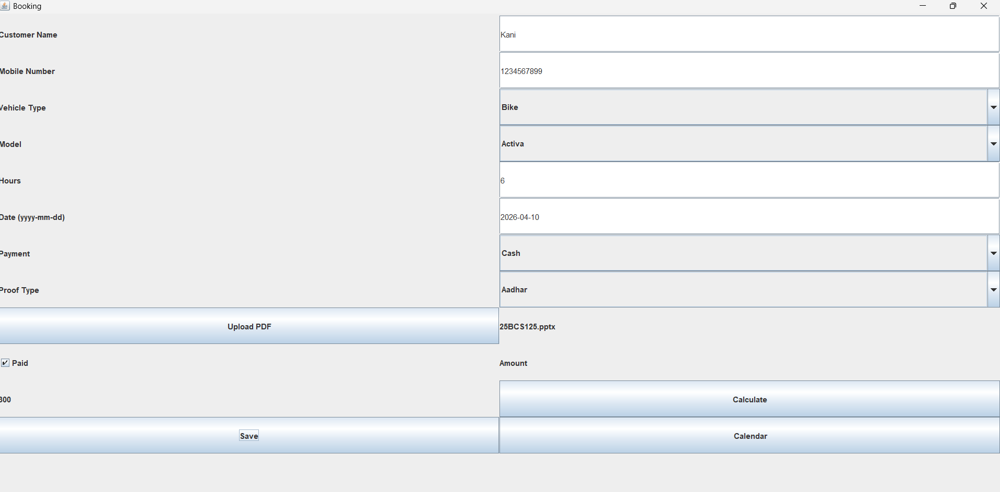 Booking
Customer Name Kani
Mobile Number 1234567899
Vehicle Type Bike
Model Activa
Hours 6
Date (yyyy-mm-dd) 2026-04-10
Payment Cash
Proof Type Aadhar
Upload PDF 25BCS125.pptx
Paid Amount
300 Calculate
Save Calendar